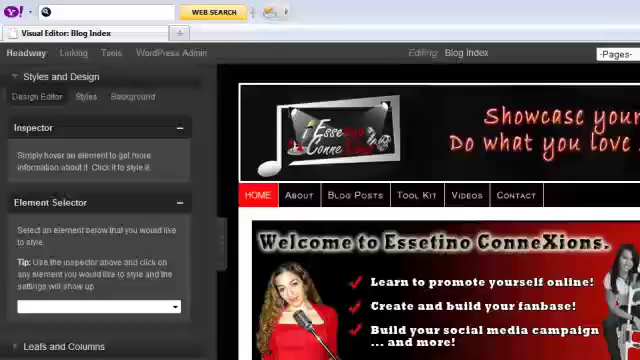 Y!
WEB SEARCH
Visual Editor: Blog Index
Headway Linking Tools WordPress Admin
Editing: Blog Index
-Pages-
Styles and Design
Design Editor Styles Background
Inspector
Simply hover an element to get more
information about it. Click it to style it.
Element Selector
Select an element below that you would like
to style.
Tip: Use the inspector above and click on
any element you would like to style and the
settings will show up.
Leafs and Columns
Showcase your
Do what you love
HOME ABOUT BLOG POSTS TOOL KIT VIDEOS CONTACT
Welcome to Essetino ConneXions.
Learn to promote yourself online!
Create and build your fanbase!
Build your social media campaign
... and more!